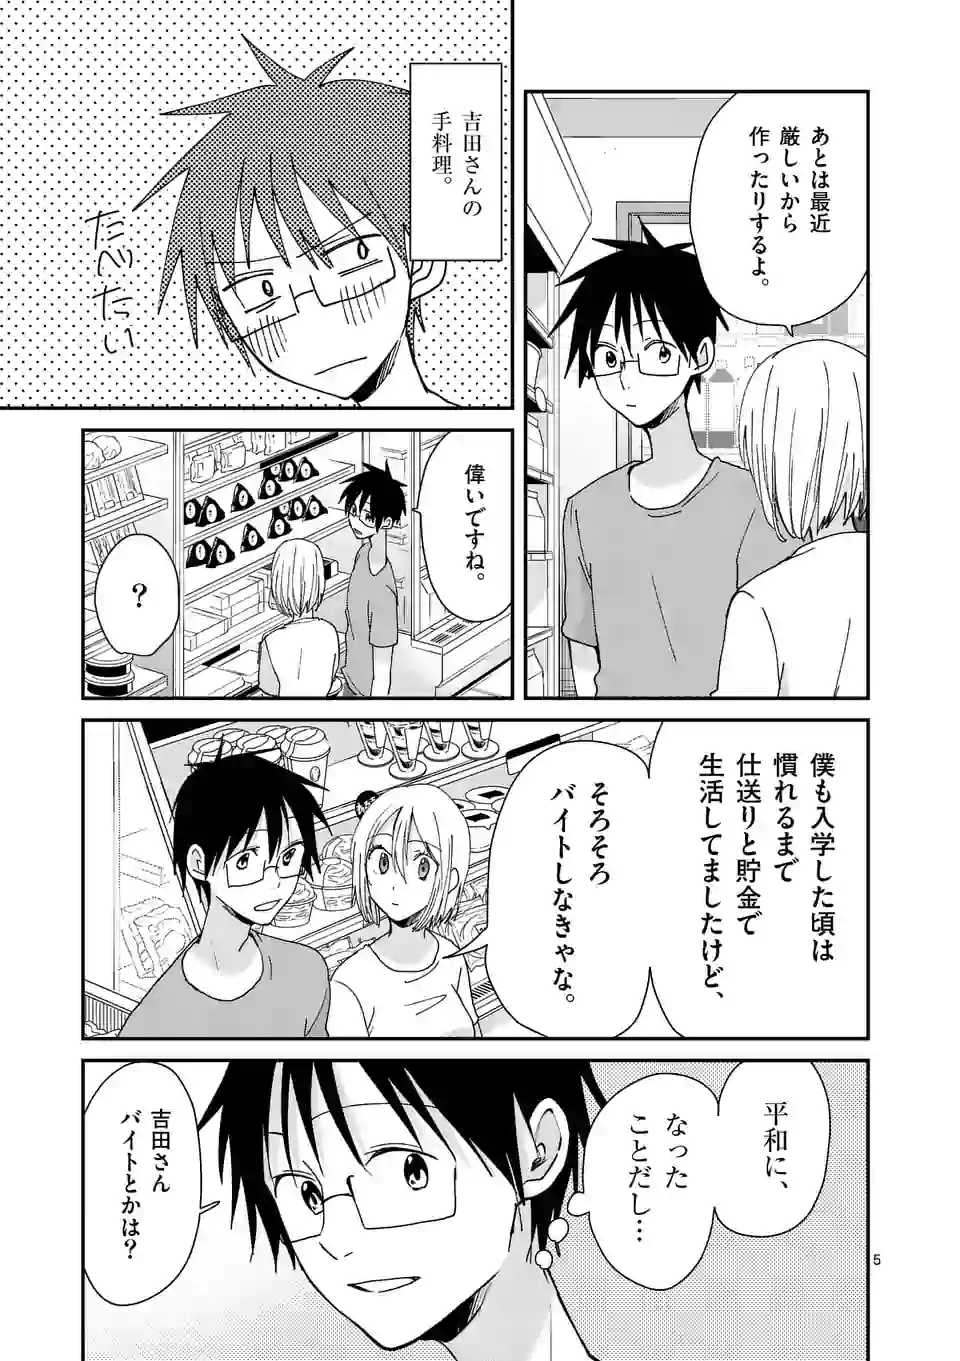 あとは最近
厳しいから
作ったりするよ。
吉田さんの
手料理。
たべたい
偉いですね。
？
僕も入学した頃は
慣れるまで
仕送りと貯金で
生活してましたけど、
そろそろ
バイトしなきゃな。
平和に、
なった
ことだし…
吉田さん
バイトとかは？
5